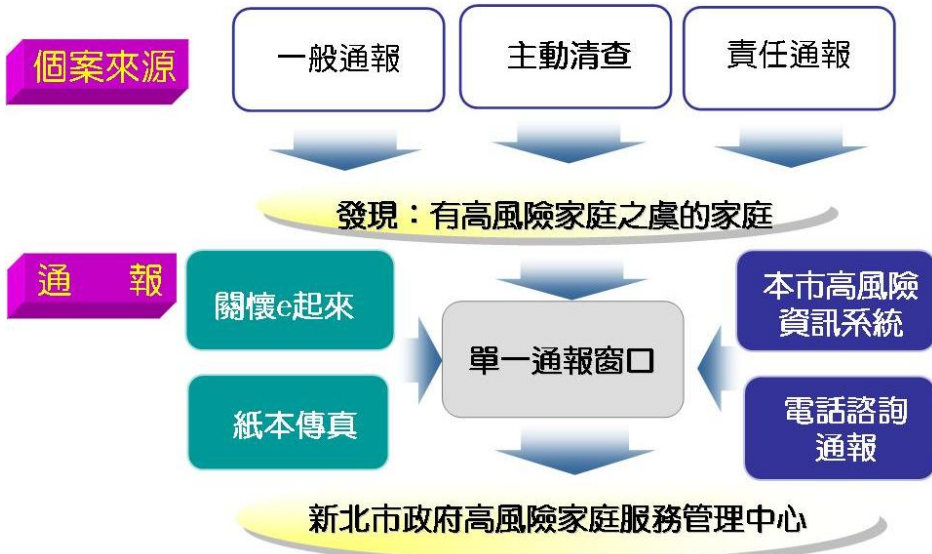 個案來源
一般通報
主動清查
責任通報
發現：有高風險家庭之虞的家庭
通 報
關懷e起來
紙本傳真
單一通報窗口
本市高風險
資訊系統
電話諮詢
通報
新北市政府高風險家庭服務管理中心